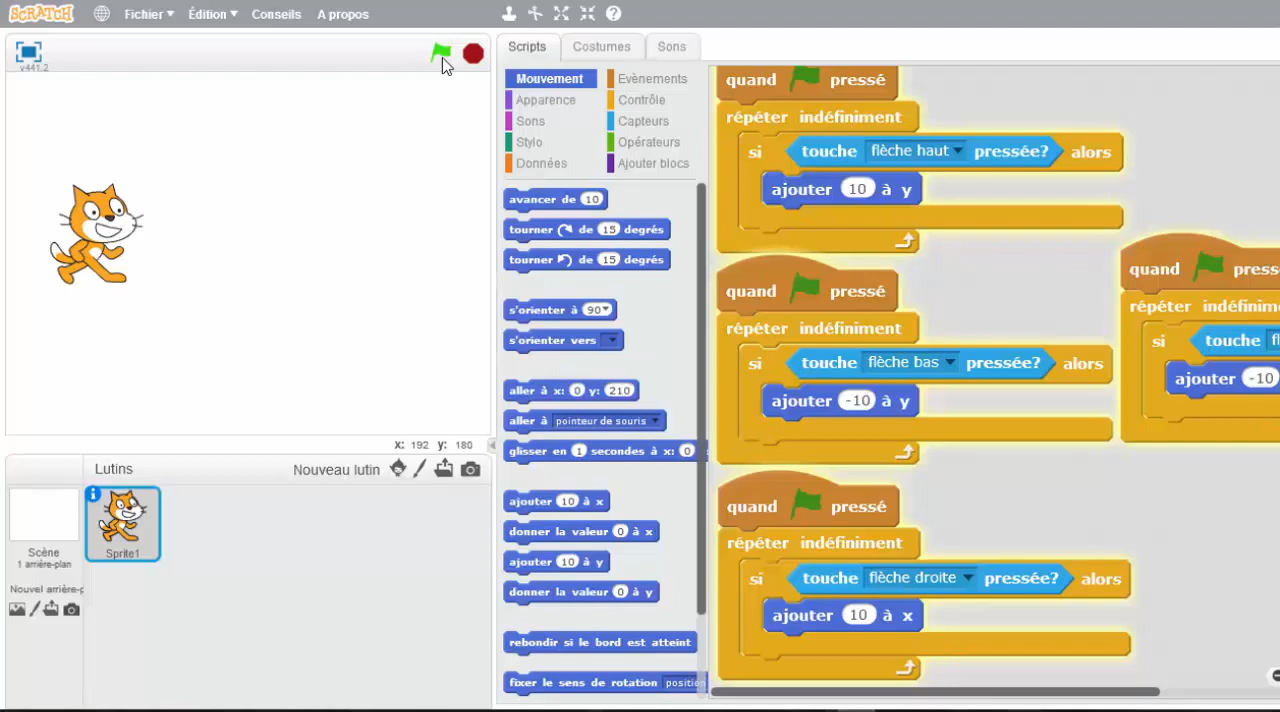 SCRATCH Fichier Édition Conseils A propos
v441.2
x: 192 y: 180
Lutins Nouveau lutin
Scène
1 arrière-plan
Nouvel arrière-p
Sprite1
Scripts Costumes Sons
Mouvement Evènements
Apparence Contrôle
Sons Capteurs
Stylo Opérateurs
Données Ajouter blocs
avancer de 10
tourner de 15 degrés
tourner de 15 degrés
s'orienter à 90
s'orienter vers
aller à x: 0 y: 210
aller à pointeur de souris
glisser en 1 secondes à x: 0
ajouter 10 à x
donner la valeur 0 à x
ajouter 10 à y
donner la valeur 0 à y
rebondir si le bord est atteint
fixer le sens de rotation positio
quand pressé
répéter indéfiniment
si touche flèche haut pressée? alors
ajouter 10 à y
quand pressé
répéter indéfiniment
si touche flèche bas pressée? alors
ajouter -10 à y
quand pressé
répéter indéfiniment
si touche flèche droite pressée? alors
ajouter 10 à x
quand press
répéter indéfinim
si touche fl
ajouter -10